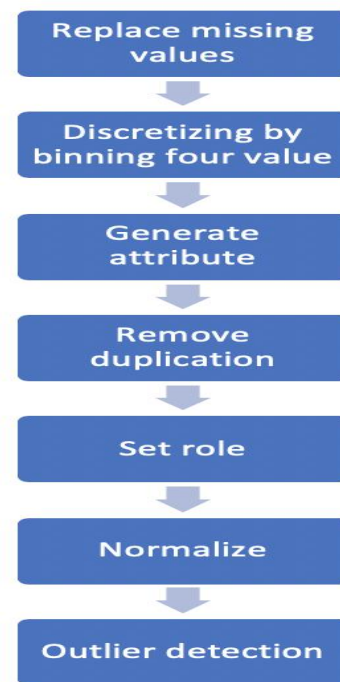 Replace missing
values
Discretizing by
binning four value
Generate
attribute
Remove
duplication
Set role
Normalize
Outlier detection